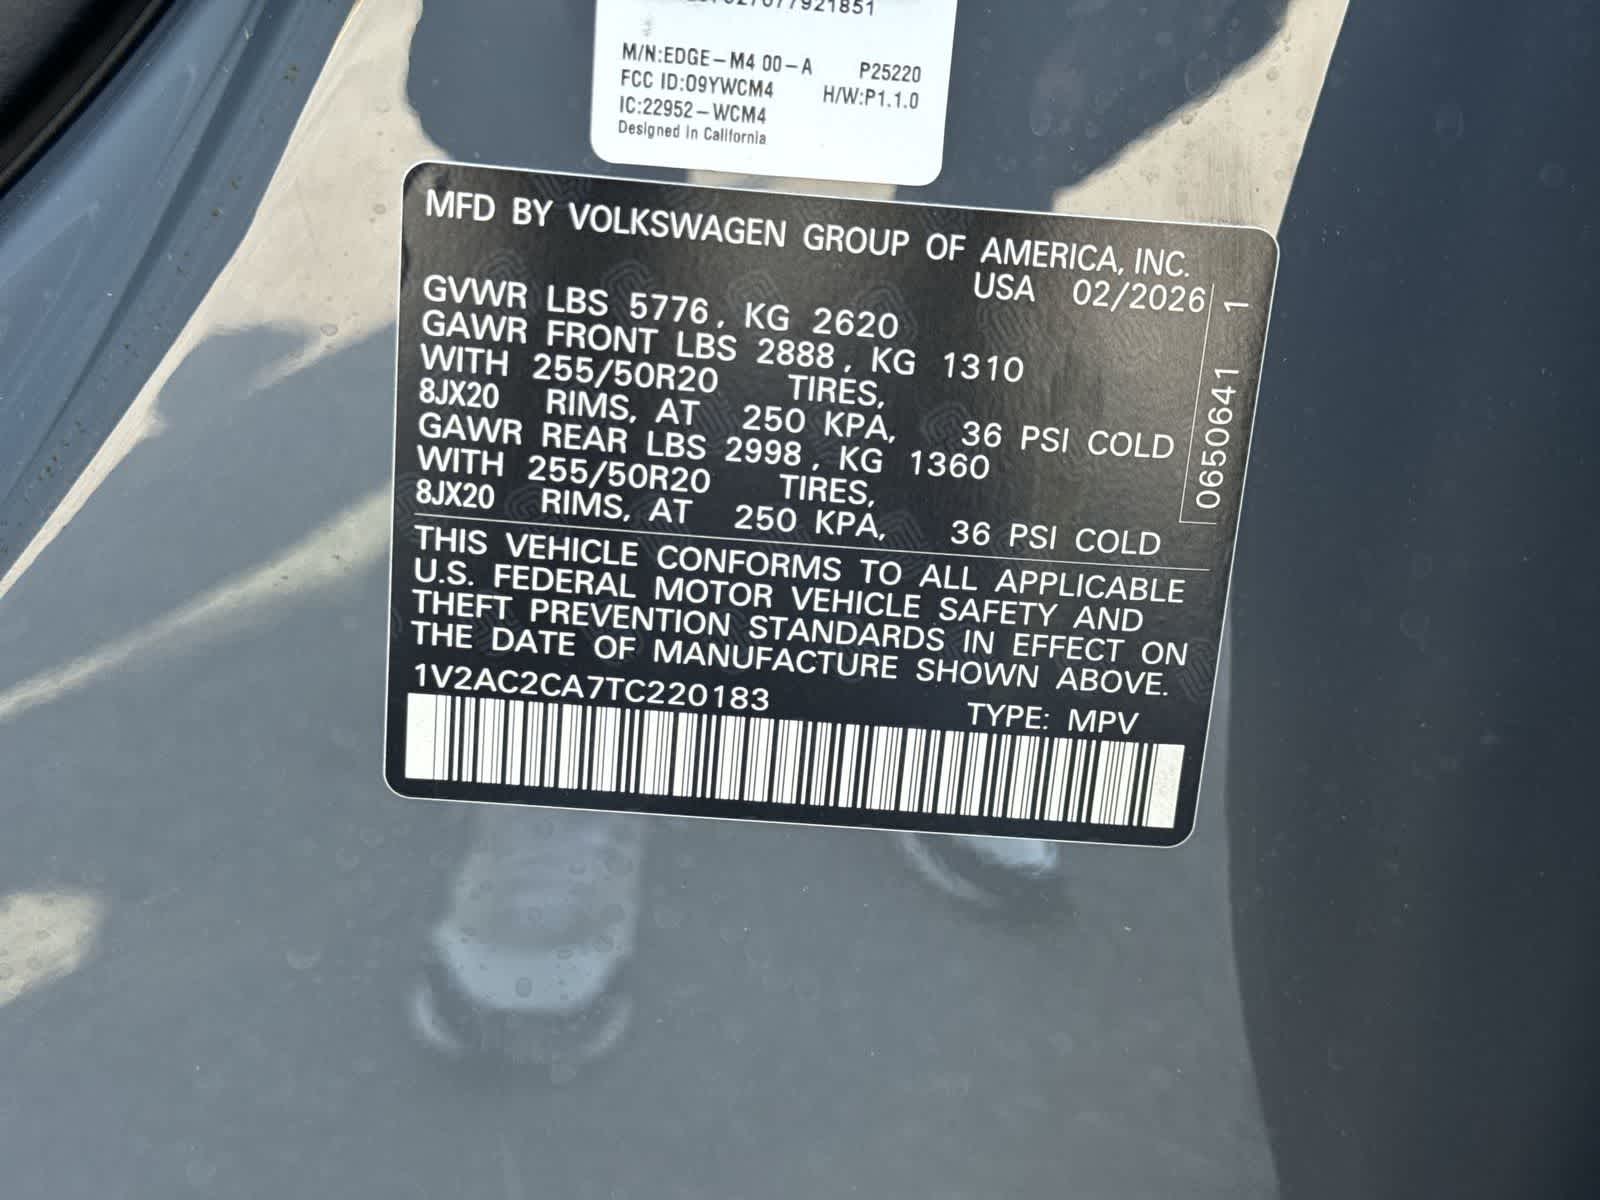 77921851
M/N:EDGE-M4 00-A P25220
FCC ID:O9YWCM4 H/W:P1.1.0
IC:22952-WCM4
Designed in California
MFD BY VOLKSWAGEN GROUP OF AMERICA, INC.
USA 02/2026
GVWR LBS 5776, KG 2620
GAWR FRONT LBS 2888, KG 1310
WITH 255/50R20 TIRES,
8JX20 RIMS, AT 250 KPA, 36 PSI COLD
GAWR REAR LBS 2998, KG 1360
WITH 255/50R20 TIRES,
8JX20 RIMS, AT 250 KPA, 36 PSI COLD
0650641 1
THIS VEHICLE CONFORMS TO ALL APPLICABLE
U.S. FEDERAL MOTOR VEHICLE SAFETY AND
THEFT PREVENTION STANDARDS IN EFFECT ON
THE DATE OF MANUFACTURE SHOWN ABOVE.
1V2AC2CA7TC220183 TYPE: MPV